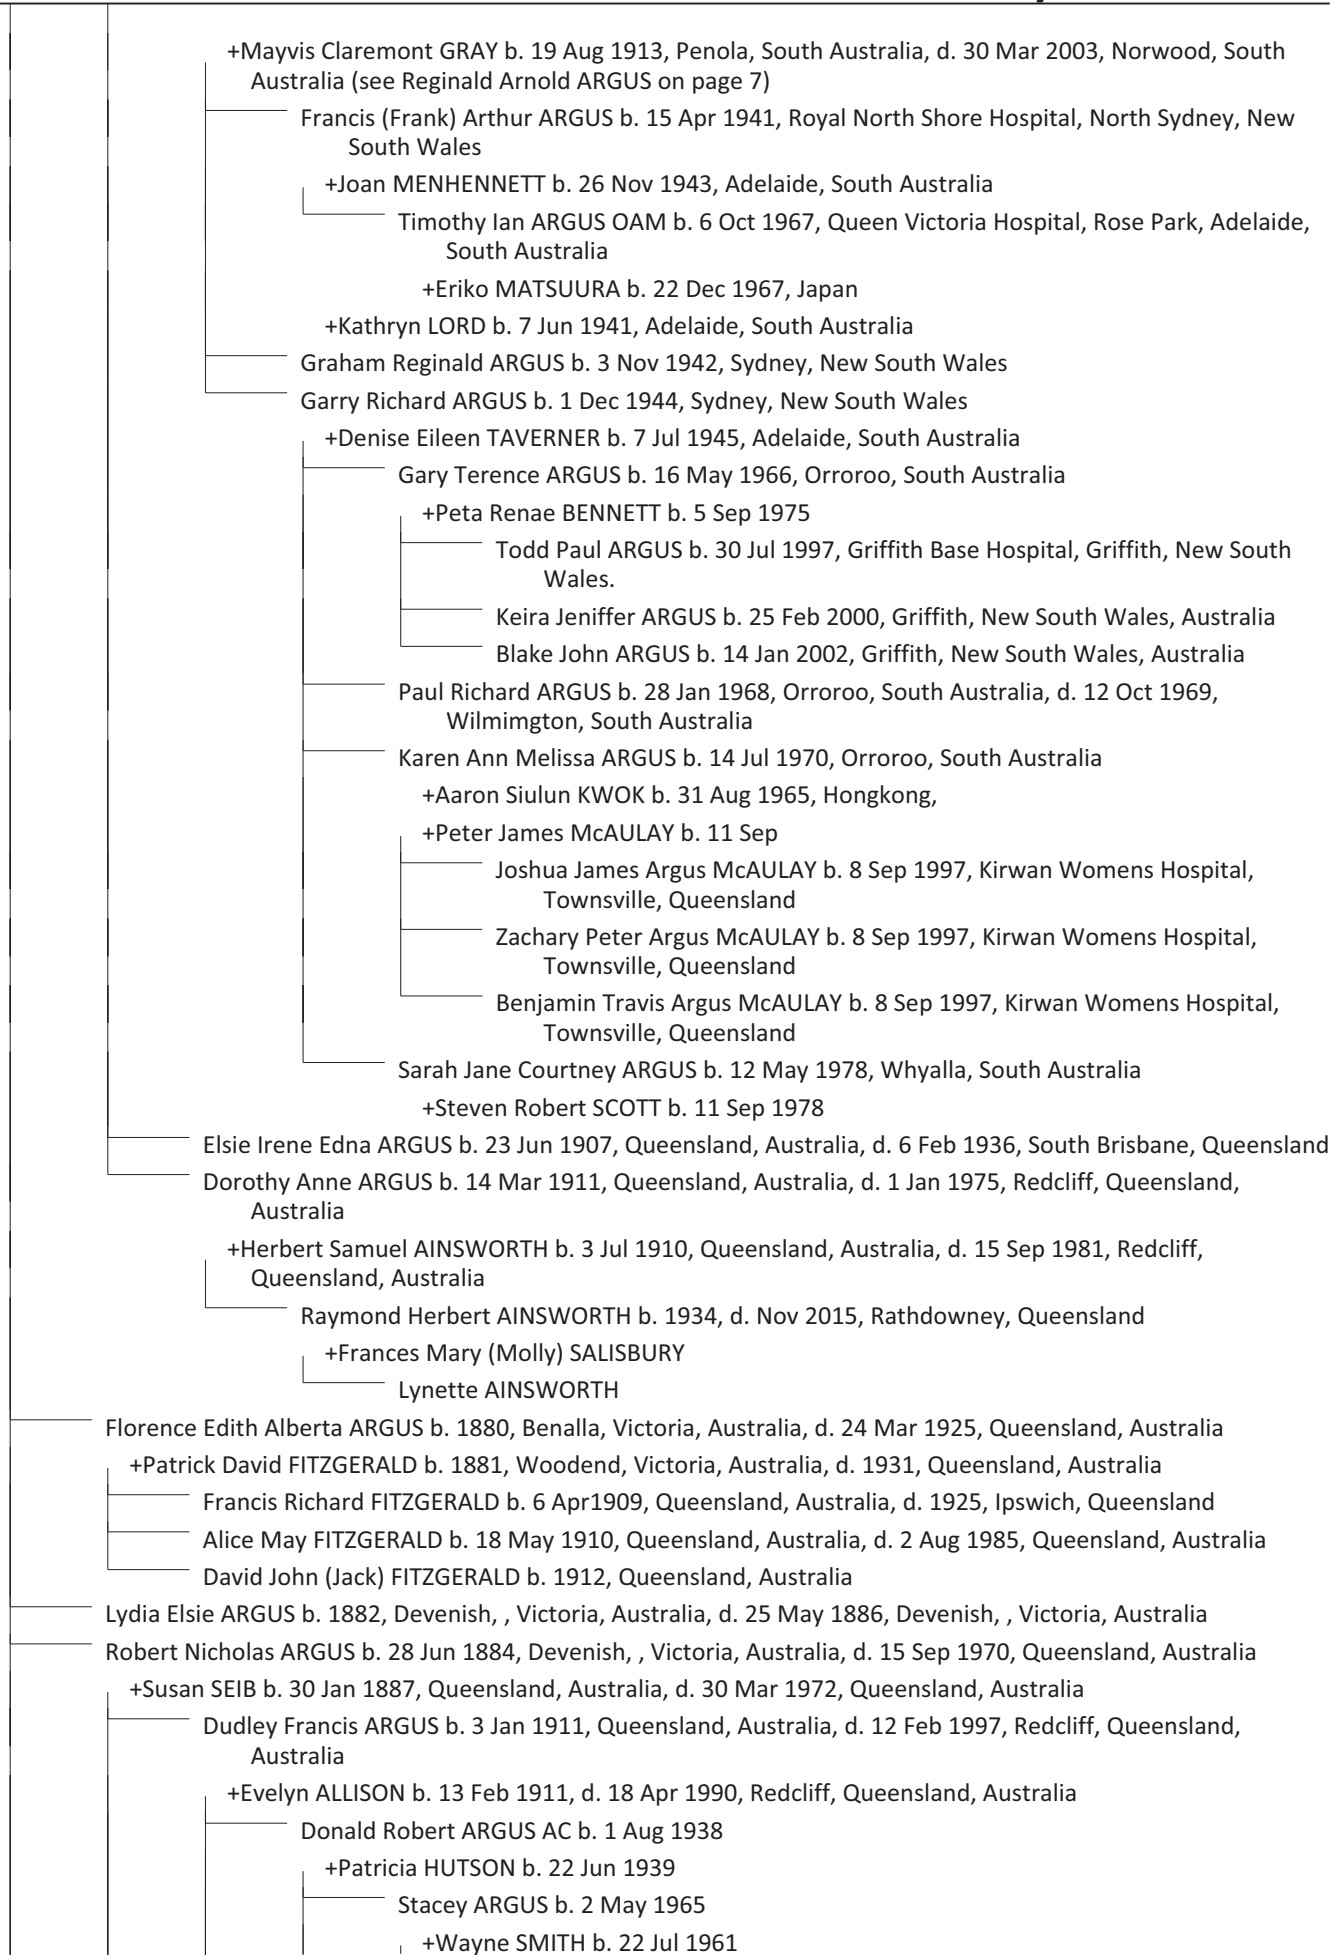 +Mayvis Claremont GRAY b. 19 Aug 1913, Penola, South Australia, d. 30 Mar 2003, Norwood, South
Australia (see Reginald Arnold ARGUS on page 7)
Francis (Frank) Arthur ARGUS b. 15 Apr 1941, Royal North Shore Hospital, North Sydney, New
South Wales
+Joan MENHENNETT b. 26 Nov 1943, Adelaide, South Australia
Timothy Ian ARGUS OAM b. 6 Oct 1967, Queen Victoria Hospital, Rose Park, Adelaide,
South Australia
+Eriko MATSUURA b. 22 Dec 1967, Japan
+Kathryn LORD b. 7 Jun 1941, Adelaide, South Australia
Graham Reginald ARGUS b. 3 Nov 1942, Sydney, New South Wales
Garry Richard ARGUS b. 1 Dec 1944, Sydney, New South Wales
+Denise Eileen TAVERNER b. 7 Jul 1945, Adelaide, South Australia
Gary Terence ARGUS b. 16 May 1966, Orroroo, South Australia
+Peta Renae BENNETT b. 5 Sep 1975
Todd Paul ARGUS b. 30 Jul 1997, Griffith Base Hospital, Griffith, New South
Wales.
Keira Jeniffer ARGUS b. 25 Feb 2000, Griffith, New South Wales, Australia
Blake John ARGUS b. 14 Jan 2002, Griffith, New South Wales, Australia
Paul Richard ARGUS b. 28 Jan 1968, Orroroo, South Australia, d. 12 Oct 1969,
Wilmimgton, South Australia
Karen Ann Melissa ARGUS b. 14 Jul 1970, Orroroo, South Australia
+Aaron Siulun KWOK b. 31 Aug 1965, Hongkong,
+Peter James McAULAY b. 11 Sep
Joshua James Argus McAULAY b. 8 Sep 1997, Kirwan Womens Hospital,
Townsville, Queensland
Zachary Peter Argus McAULAY b. 8 Sep 1997, Kirwan Womens Hospital,
Townsville, Queensland
Benjamin Travis Argus McAULAY b. 8 Sep 1997, Kirwan Womens Hospital,
Townsville, Queensland
Sarah Jane Courtney ARGUS b. 12 May 1978, Whyalla, South Australia
+Steven Robert SCOTT b. 11 Sep 1978
Elsie Irene Edna ARGUS b. 23 Jun 1907, Queensland, Australia, d. 6 Feb 1936, South Brisbane, Queensland
Dorothy Anne ARGUS b. 14 Mar 1911, Queensland, Australia, d. 1 Jan 1975, Redcliff, Queensland,
Australia
+Herbert Samuel AINSWORTH b. 3 Jul 1910, Queensland, Australia, d. 15 Sep 1981, Redcliff,
Queensland, Australia
Raymond Herbert AINSWORTH b. 1934, d. Nov 2015, Rathdowney, Queensland
+Frances Mary (Molly) SALISBURY
Lynette AINSWORTH
Florence Edith Alberta ARGUS b. 1880, Benalla, Victoria, Australia, d. 24 Mar 1925, Queensland, Australia
+Patrick David FITZGERALD b. 1881, Woodend, Victoria, Australia, d. 1931, Queensland, Australia
Francis Richard FITZGERALD b. 6 Apr1909, Queensland, Australia, d. 1925, Ipswich, Queensland
Alice May FITZGERALD b. 18 May 1910, Queensland, Australia, d. 2 Aug 1985, Queensland, Australia
David John (Jack) FITZGERALD b. 1912, Queensland, Australia
Lydia Elsie ARGUS b. 1882, Devenish, , Victoria, Australia, d. 25 May 1886, Devenish, , Victoria, Australia
Robert Nicholas ARGUS b. 28 Jun 1884, Devenish, , Victoria, Australia, d. 15 Sep 1970, Queensland, Australia
+Susan SEIB b. 30 Jan 1887, Queensland, Australia, d. 30 Mar 1972, Queensland, Australia
Dudley Francis ARGUS b. 3 Jan 1911, Queensland, Australia, d. 12 Feb 1997, Redcliff, Queensland,
Australia
+Evelyn ALLISON b. 13 Feb 1911, d. 18 Apr 1990, Redcliff, Queensland, Australia
Donald Robert ARGUS AC b. 1 Aug 1938
+Patricia HUTSON b. 22 Jun 1939
Stacey ARGUS b. 2 May 1965
+Wayne SMITH b. 22 Jul 1961